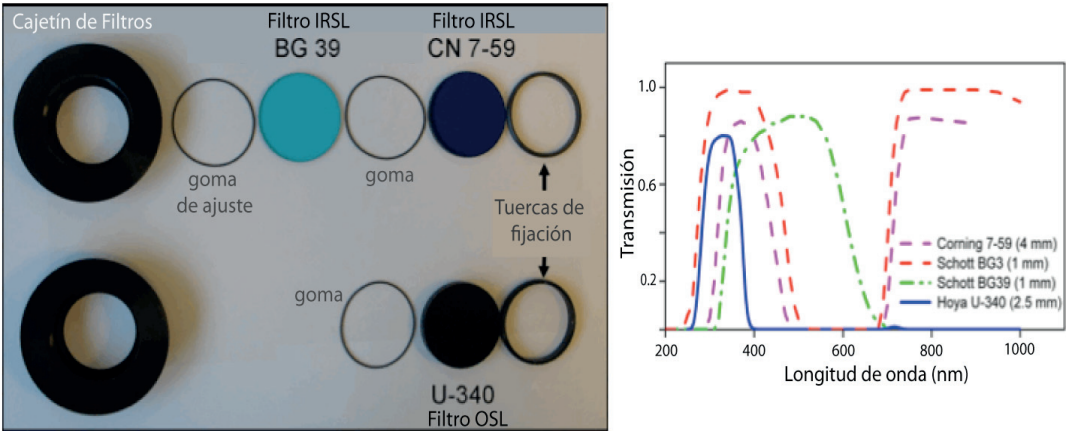 Cajetín de Filtros
Filtro IRSL
BG 39
Filtro IRSL
CN 7-59
goma
de ajuste
goma
Tuercas de
fijación
goma
U-340
Filtro OSL
Transmisión
1.0
0.6
0.2
200
400
600
800
1000
Longitud de onda (nm)
Corning 7-59 (4 mm)
Schott BG3 (1 mm)
Schott BG39 (1 mm)
Hoya U-340 (2.5 mm)